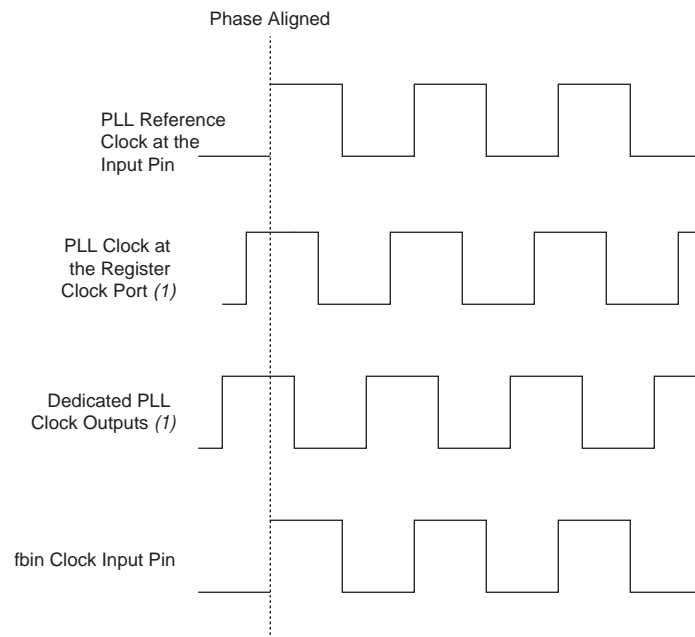 Phase Aligned
PLL Reference
Clock at the
Input Pin
PLL Clock at
the Register
Clock Port (1)
Dedicated PLL
Clock Outputs (1)
fbin Clock Input Pin